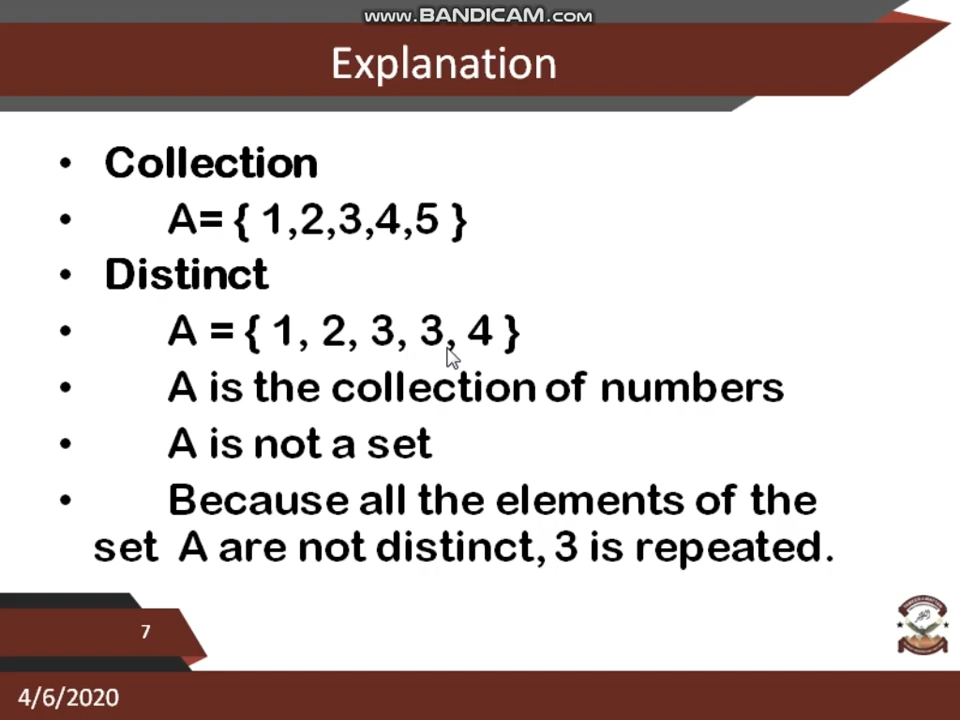 www.BANDICAM.com
Explanation
• Collection
• A= { 1,2,3,4,5 }
• Distinct
• A = { 1, 2, 3, 3, 4 }
• A is the collection of numbers
• A is not a set
• Because all the elements of the
set A are not distinct, 3 is repeated.
7
4/6/2020